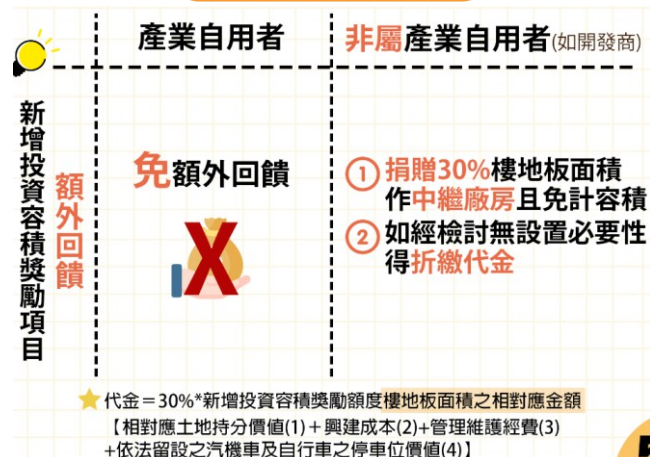 產業自用者
非屬產業自用者(如開發商)
新增投資容積獎勵項目
額外回饋
免額外回饋
① 捐贈30%樓地板面積
作中繼廠房且免計容積
② 如經檢討無設置必要性
得折繳代金
代金=30%*新增投資容積獎勵額度樓地板面積之相對應金額
【相對應土地持分價值(1)+興建成本(2)+管理維護經費(3)
+依法留設之汽機車及自行車之停車位價值(4)】